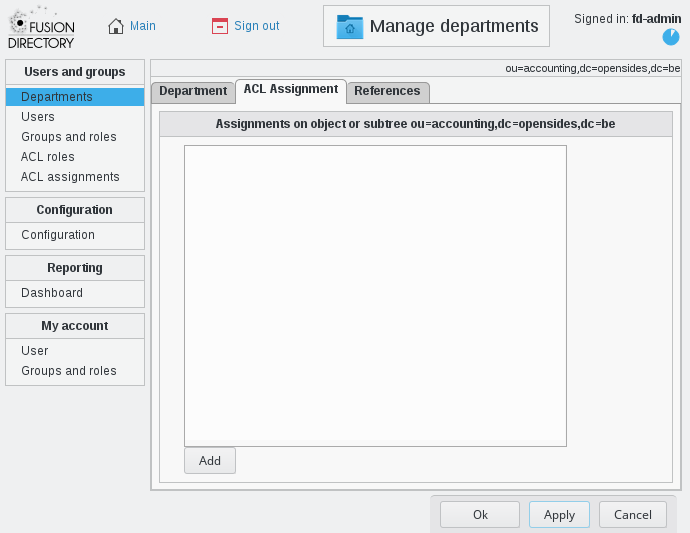 FUSION
DIRECTORY
Main
Sign out
Manage departments
Signed in: fd-admin
Users and groups
Departments
Users
Groups and roles
ACL roles
ACL assignments
Configuration
Configuration
Reporting
Dashboard
My account
User
Groups and roles
ou=accounting,dc=opensides,dc=be
Department
ACL Assignment
References
Assignments on object or subtree ou=accounting,dc=opensides,dc=be
Add
Ok
Apply
Cancel